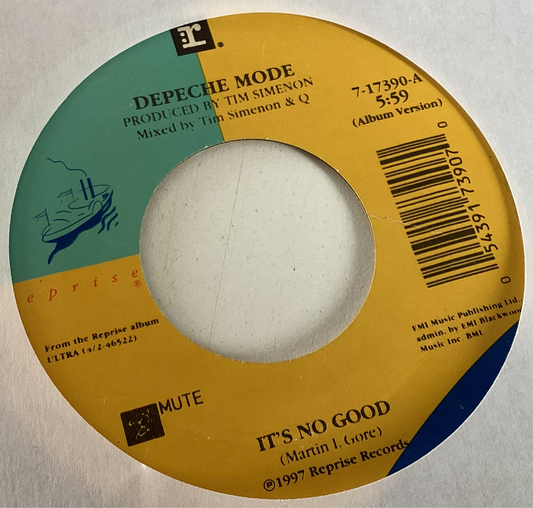 r
DEPECHE MODE
PRODUCED BY TIM SIMENON
Mixed by Tim Simenon & Q
7-17390-A
5:59
(Album Version)
0 54391 73907 0
eprise®
From the Reprise album
ULTRA (4/2-46522)
EMI Music Publishing Ltd.
admin. by EMI Blackwood
Music Inc. BMI.
MUTE
IT'S NO GOOD
(Martin L Gore)
℗1997 Reprise Records